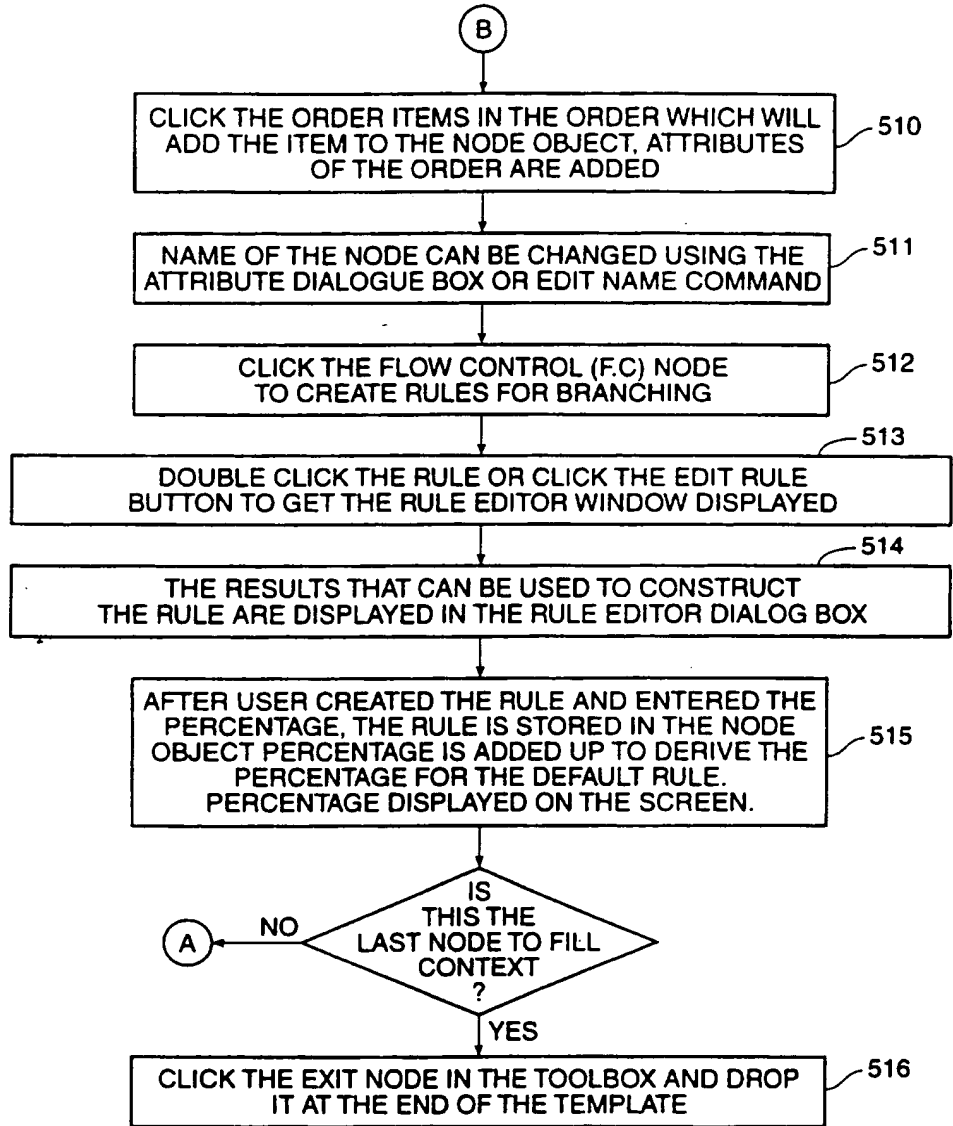 B
CLICK THE ORDER ITEMS IN THE ORDER WHICH WILL
ADD THE ITEM TO THE NODE OBJECT, ATTRIBUTES
OF THE ORDER ARE ADDED
510
NAME OF THE NODE CAN BE CHANGED USING THE
ATTRIBUTE DIALOGUE BOX OR EDIT NAME COMMAND
511
CLICK THE FLOW CONTROL (F.C) NODE
TO CREATE RULES FOR BRANCHING
512
513
DOUBLE CLICK THE RULE OR CLICK THE EDIT RULE
BUTTON TO GET THE RULE EDITOR WINDOW DISPLAYED
514
THE RESULTS THAT CAN BE USED TO CONSTRUCT
THE RULE ARE DISPLAYED IN THE RULE EDITOR DIALOG BOX
AFTER USER CREATED THE RULE AND ENTERED THE
PERCENTAGE, THE RULE IS STORED IN THE NODE
OBJECT PERCENTAGE IS ADDED UP TO DERIVE THE
PERCENTAGE FOR THE DEFAULT RULE.
PERCENTAGE DISPLAYED ON THE SCREEN.
515
IS
THIS THE
LAST NODE TO FILL
CONTEXT
?
NO
A
YES
CLICK THE EXIT NODE IN THE TOOLBOX AND DROP
IT AT THE END OF THE TEMPLATE
516